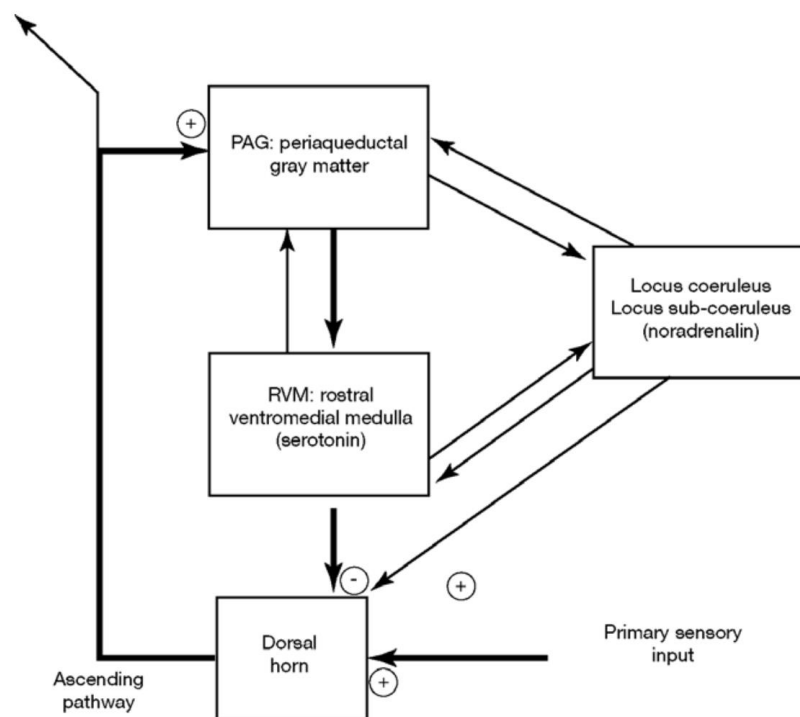 +
PAG: periaqueductal
gray matter
Locus coeruleus
Locus sub-coeruleus
(noradrenalin)
RVM: rostral
ventromedial medulla
(serotonin)
-
+
Dorsal
horn
Primary sensory
input
+
Ascending
pathway